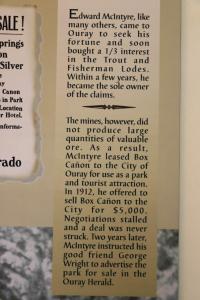 SALE!
prings
on
Silver
ay
Canon
in Park
Location
er Hotel.
informa-
rado
Edward McIntyre, like
many others, came to
Ouray to seek his
fortune and soon
bought a 1/3 interest
in the Trout and
Fisherman Lodes.
Within a few years, he
became the sole owner
of the claims.
The mines, however, did
not produce large
quantities of valuable
ore. As a result,
McIntyre leased Box
Cañon to the City of
Ouray for use as a park
and tourist attraction.
In 1912, he offered to
sell Box Cañon to the
City for $5,000.
Negotiations stalled
and a deal was never
struck. Two years later,
McIntyre instructed his
good friend George
Wright to advertise the
park for sale in the
Ouray Herald.